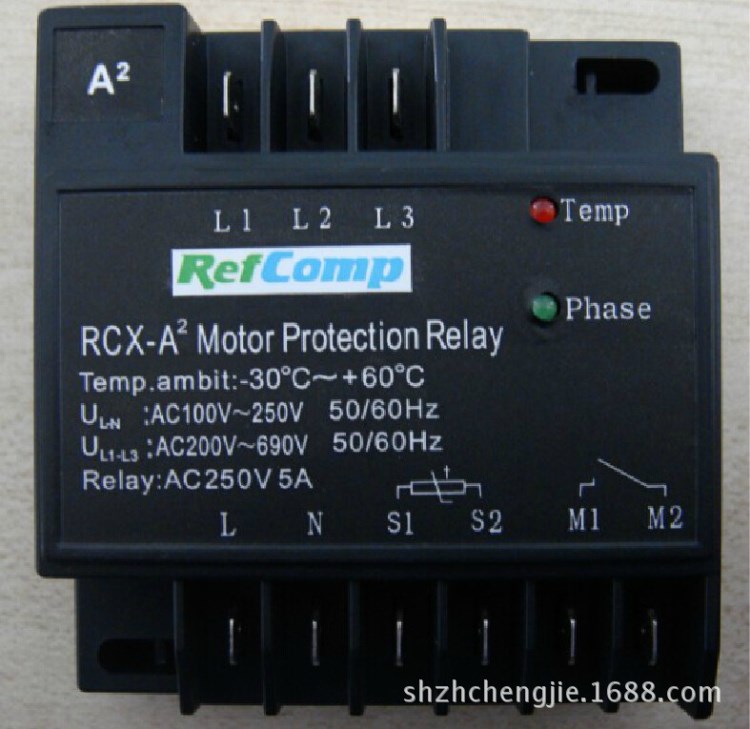 A²
L1 L2 L3
Temp
RefComp
Phase
RCX-A² Motor Protection Relay
Temp.ambit:-30°C~+60°C
UL-N :AC100V~250V 50/60Hz
UL1-L3 :AC200V~690V 50/60Hz
Relay:AC250V 5A
t
L N S1 S2 M1 M2
shzhchengjie.1688.com